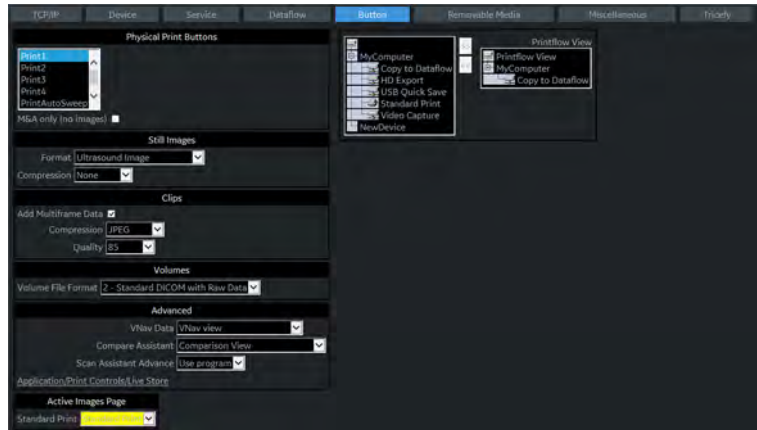 TCP/IP Device Service Dataflow Button Removable Media Miscellaneous Tricefy
Physical Print Buttons
Print1
Print2
Print3
Print4
PrintAutoSweep
M&A only (no images)
Still Images
Format Ultrasound Image
Compression None
Clips
Add Multiframe Data
Compression JPEG
Quality 85
Volumes
Volume File Format 2 - Standard DICOM with Raw Data
Advanced
VNav Data VNav view
Compare Assistant Comparison View
Scan Assistant Advance Use program
Application/Print Controls/Live Store
Active Images Page
Standard Print
MyComputer
Copy to Dataflow
HD Export
USB Quick Save
Standard Print
Video Capture
NewDevice
Printflow View
Printflow View
MyComputer
Copy to Dataflow